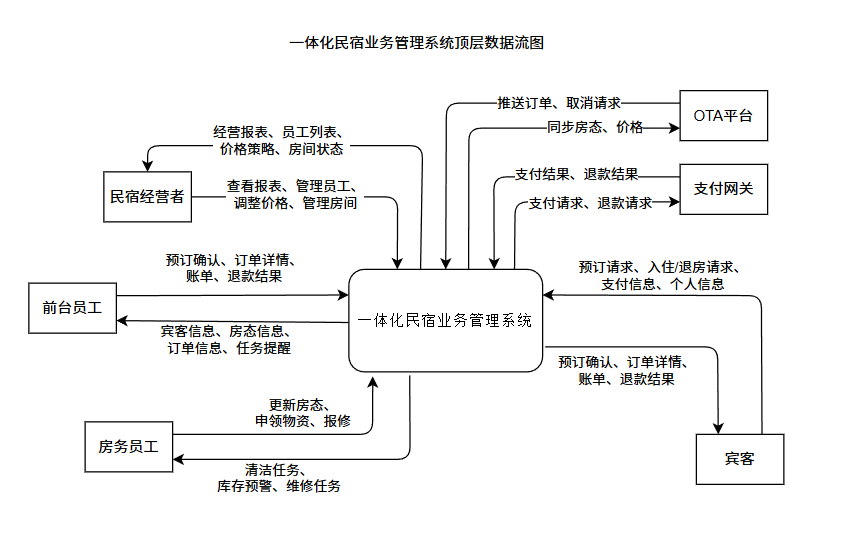 一体化民宿业务管理系统顶层数据流图
推送订单、取消请求
OTA平台
同步房态、价格
经营报表、员工列表、
价格策略、房间状态
支付结果、退款结果
支付网关
支付请求、退款请求
民宿经营者
查看报表、管理员工、
调整价格、管理房间
预订确认、订单详情、
账单、退款结果
前台员工
宾客信息、房态信息、
订单信息、任务提醒
一体化民宿业务管理系统
预订请求、入住/退房请求、
支付信息、个人信息
预订确认、订单详情、
账单、退款结果
更新房态、
申领物资、报修
房务员工
清洁任务、
库存预警、维修任务
宾客